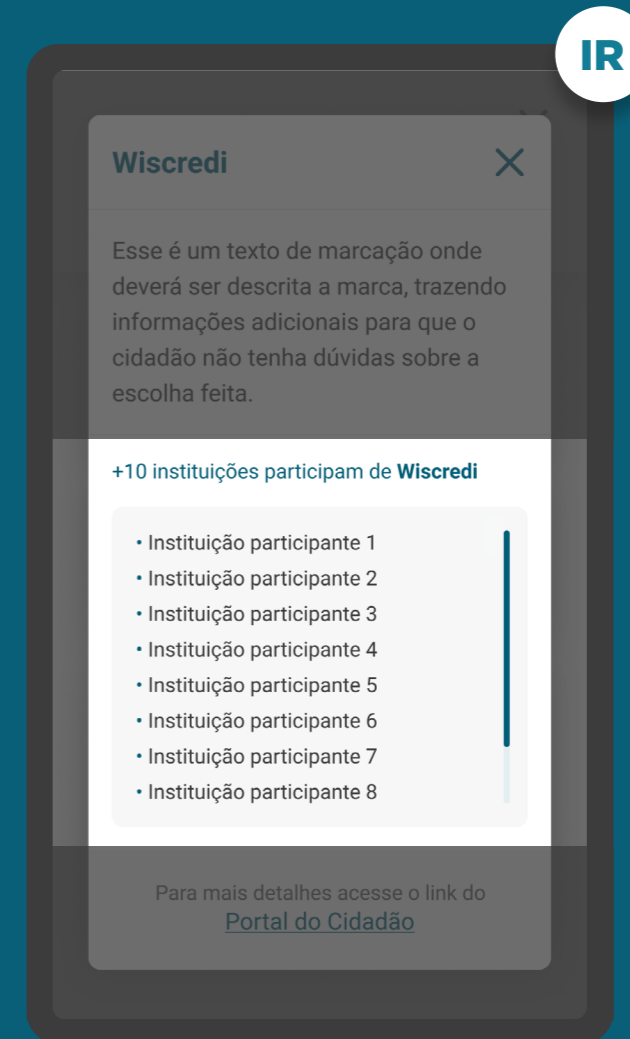 IR
Wiscredi
Esse é um texto de marcação onde
deverá ser descrita a marca, trazendo
informações adicionais para que o
cidadão não tenha dúvidas sobre a
escolha feita.
+10 instituições participam de Wiscredi
• Instituição participante 1
• Instituição participante 2
• Instituição participante 3
• Instituição participante 4
• Instituição participante 5
• Instituição participante 6
• Instituição participante 7
• Instituição participante 8
Para mais detalhes acesse o link do
Portal do Cidadão